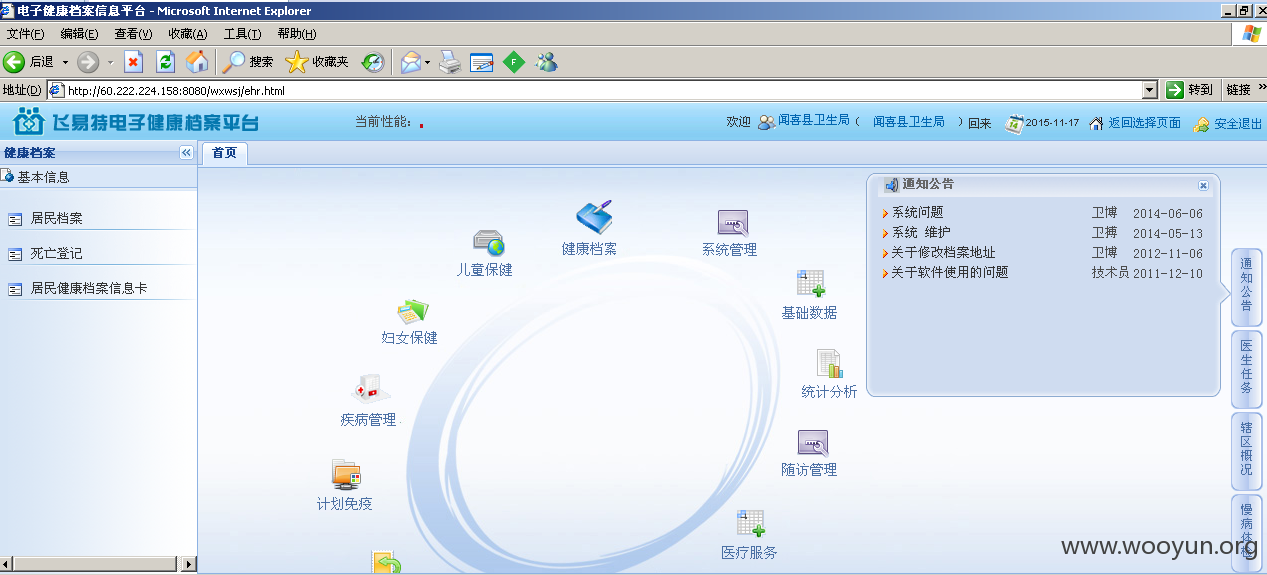 电子健康档案信息平台 - Microsoft Internet Explorer
文件(F) 编辑(E) 查看(V) 收藏(A) 工具(T) 帮助(H)
后退 搜索 收藏夹
地址(D) http://60.222.224.158:8080/wxwsj/ehr.html 转到 链接 »
飞易特电子健康档案平台 当前性能: 欢迎 闻喜县卫生局 ( 闻喜县卫生局 ) 回来 14 2015-11-17 返回选择页面 安全退出
健康档案 «
首页
基本信息
居民档案
死亡登记
居民健康档案信息卡
健康档案
系统管理
儿童保健
基础数据
妇女保健
统计分析
疾病管理
随访管理
计划免疫
医疗服务
通知公告
系统问题 卫博 2014-06-06
系统 维护 卫博 2014-05-13
关于修改档案地址 卫博 2012-11-06
关于软件使用的问题 技术员 2011-12-10
通知公告
医生任务
辖区概况
慢病体检
www.wooyun.org